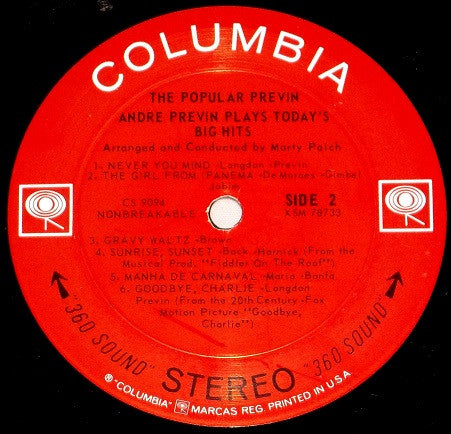 COLUMBIA
THE POPULAR PREVIN
ANDRE PREVIN PLAYS TODAY'S
BIG HITS
Arranged and Conducted by Marty Paich
1. NEVER YOU MIND -Langdon -Previn
2. THE GIRL FROM IPANEMA -De Moraes -Gimbel
Jobim
CS 9094
NONBREAKABLE
SIDE 2
XSM 78733
3. GRAVY WALTZ -Brown
4. SUNRISE, SUNSET -Bock -Harnick (From the
Musical Prod. "Fiddler On The Roof")
5. MANHA DE CARNAVAL -Maria -Bonfa
6. GOODBYE, CHARLIE -Langdon
Previn (From the 20th Century -Fox
Motion Picture "Goodbye,
Charlie")
"360 SOUND" STEREO "360 SOUND"
® "COLUMBIA" MARCAS REG. PRINTED IN U.S.A.